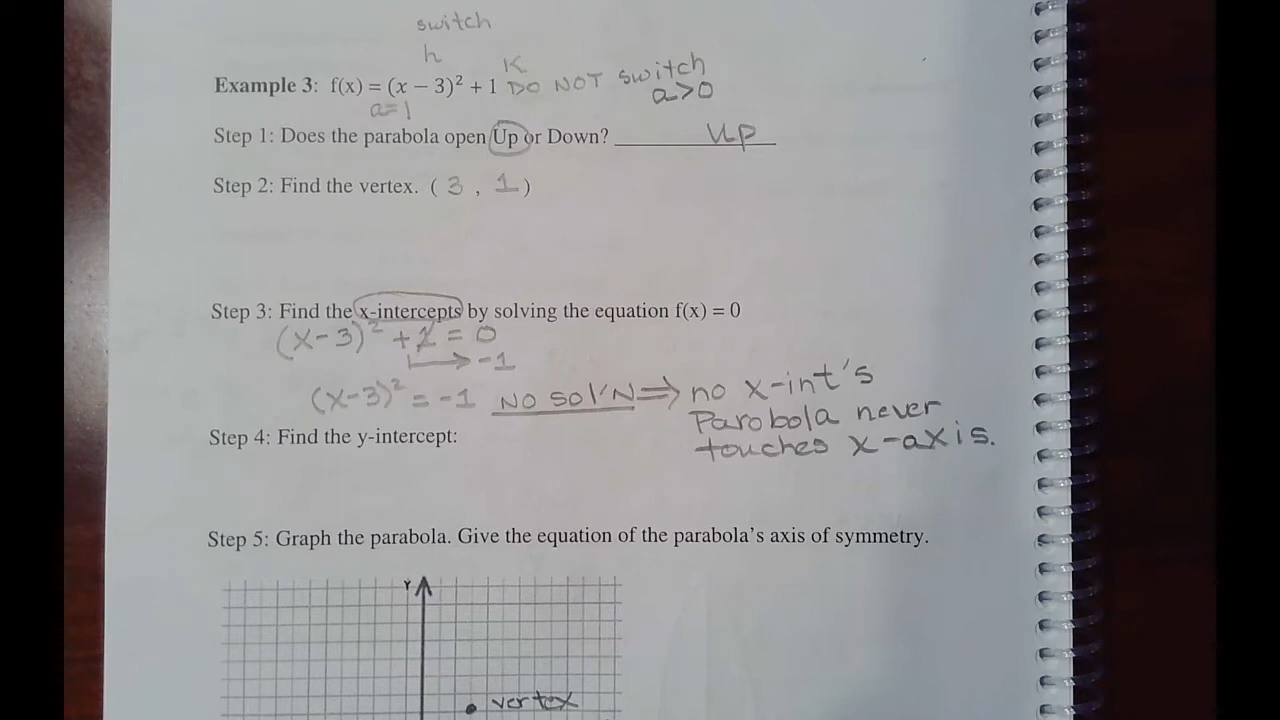 switch
h
K
Example 3: f(x) = (x − 3)² + 1 DO NOT switch
a=1
a>0
Step 1: Does the parabola open Up or Down? ________ Up
Step 2: Find the vertex. ( 3 , 1 )
Step 3: Find the x-intercepts by solving the equation f(x) = 0
(x-3)² + 1 = 0
→ -1
(x-3)² = -1 NO sol'N ⇒ no x-int's
Parobola never
touches x-axis.
Step 4: Find the y-intercept:
Step 5: Graph the parabola. Give the equation of the parabola's axis of symmetry.
Y
vertex